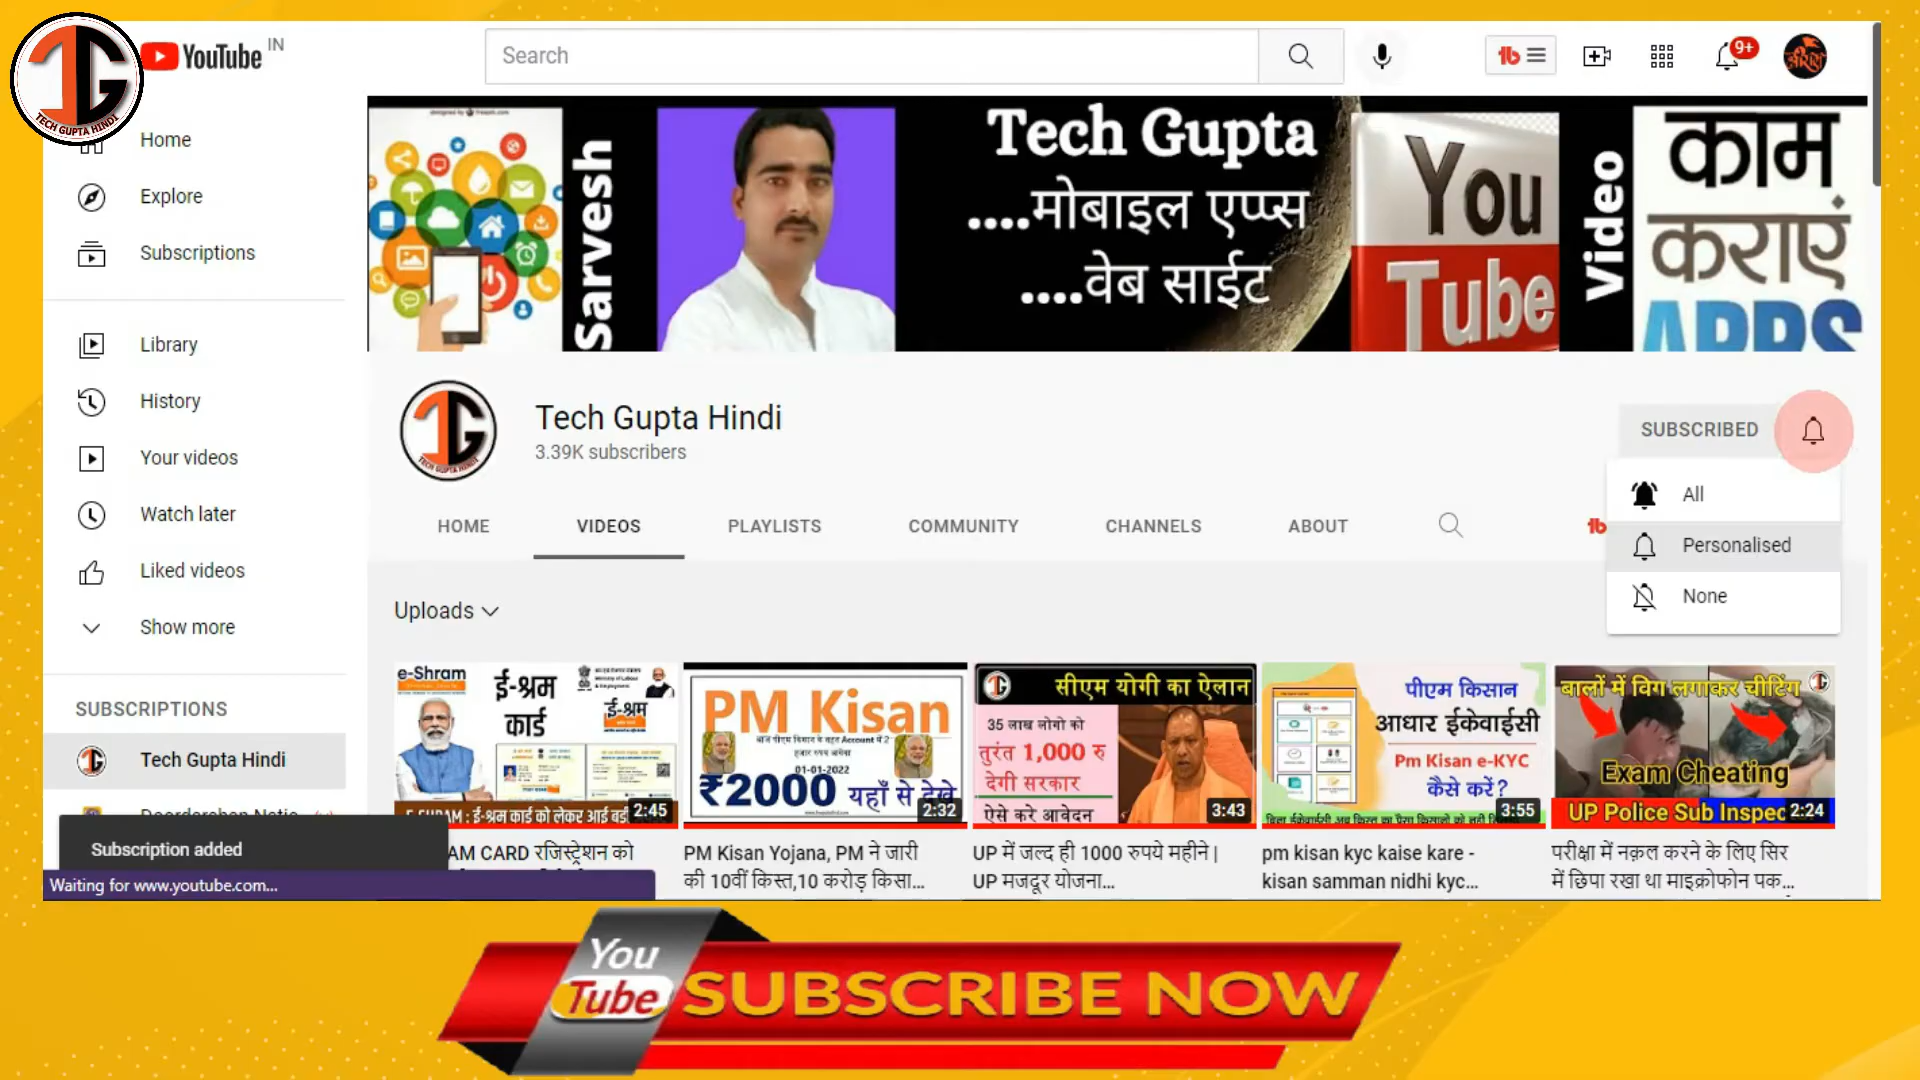 TECH GUPTA HINDI
YouTube IN
Search
9+
Home
Explore
Subscriptions
Library
History
Your videos
Watch later
Liked videos
Show more
SUBSCRIPTIONS
Tech Gupta Hindi
Subscription added
Waiting for www.youtube.com...
Sarvesh
Tech Gupta
....मोबाइल एप्प्स
....वेब साईट
You
Tube
Video
काम
कराएं
APPS
Tech Gupta Hindi
3.39K subscribers
SUBSCRIBED
All
Personalised
None
HOME
VIDEOS
PLAYLISTS
COMMUNITY
CHANNELS
ABOUT
Uploads
e-Shram
ई-श्रम
कार्ड
ई-श्रम
2:45
AM CARD रजिस्ट्रेशन को
PM Kisan
01-01-2022
₹2000 यहाँ से देखे
2:32
PM Kisan Yojana, PM ने जारी
की 10वीं किस्त,10 करोड़ किसा...
सीएम योगी का ऐलान
35 लाख लोगो को
तुरंत 1,000 रु
देगी सरकार
ऐसे करे आवेदन
3:43
UP में जल्द ही 1000 रुपये महीने |
UP मजदूर योजना...
पीएम किसान
आधार ईकेवाईसी
Pm Kisan e-KYC
कैसे करें?
3:55
pm kisan kyc kaise kare -
kisan samman nidhi kyc...
बालों में विग लगाकर चीटिंग
Exam Cheating
UP Police Sub Inspec
2:24
परीक्षा में नक़ल करने के लिए सिर
में छिपा रखा था माइक्रोफोन पक...
You
Tube
SUBSCRIBE NOW